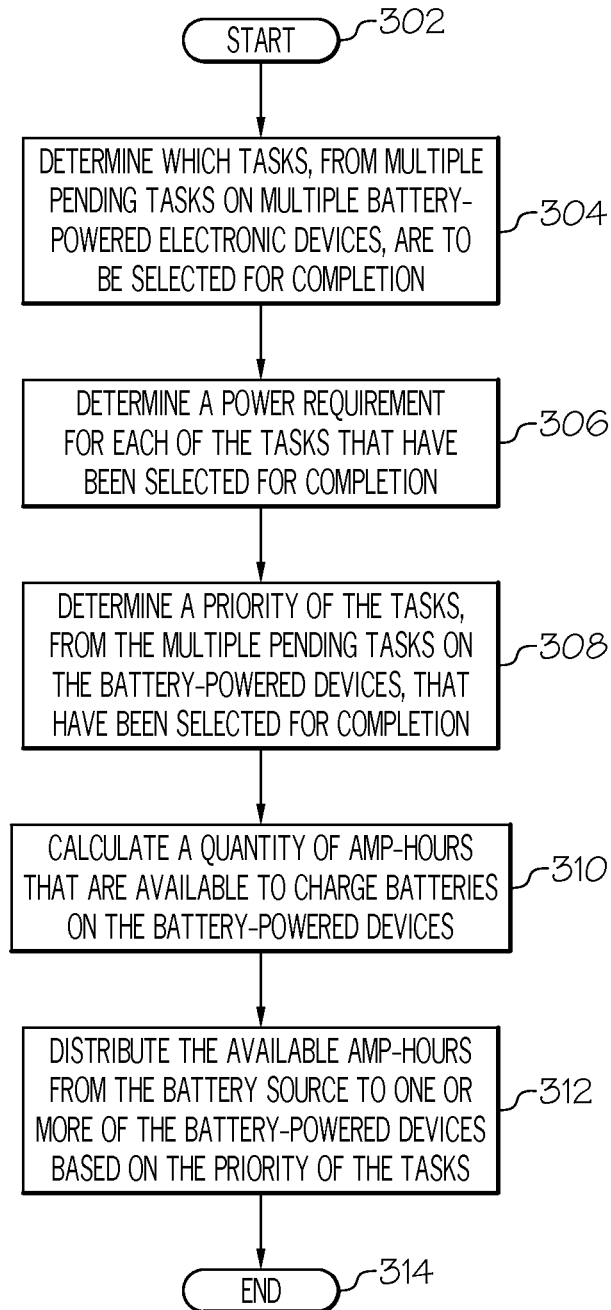 START
302
DETERMINE WHICH TASKS, FROM MULTIPLE
PENDING TASKS ON MULTIPLE BATTERY-
POWERED ELECTRONIC DEVICES, ARE TO
BE SELECTED FOR COMPLETION
304
DETERMINE A POWER REQUIREMENT
FOR EACH OF THE TASKS THAT HAVE
BEEN SELECTED FOR COMPLETION
306
DETERMINE A PRIORITY OF THE TASKS,
FROM THE MULTIPLE PENDING TASKS ON
THE BATTERY-POWERED DEVICES, THAT
HAVE BEEN SELECTED FOR COMPLETION
308
CALCULATE A QUANTITY OF AMP-HOURS
THAT ARE AVAILABLE TO CHARGE BATTERIES
ON THE BATTERY-POWERED DEVICES
310
DISTRIBUTE THE AVAILABLE AMP-HOURS
FROM THE BATTERY SOURCE TO ONE OR
MORE OF THE BATTERY-POWERED DEVICES
BASED ON THE PRIORITY OF THE TASKS
312
END
314